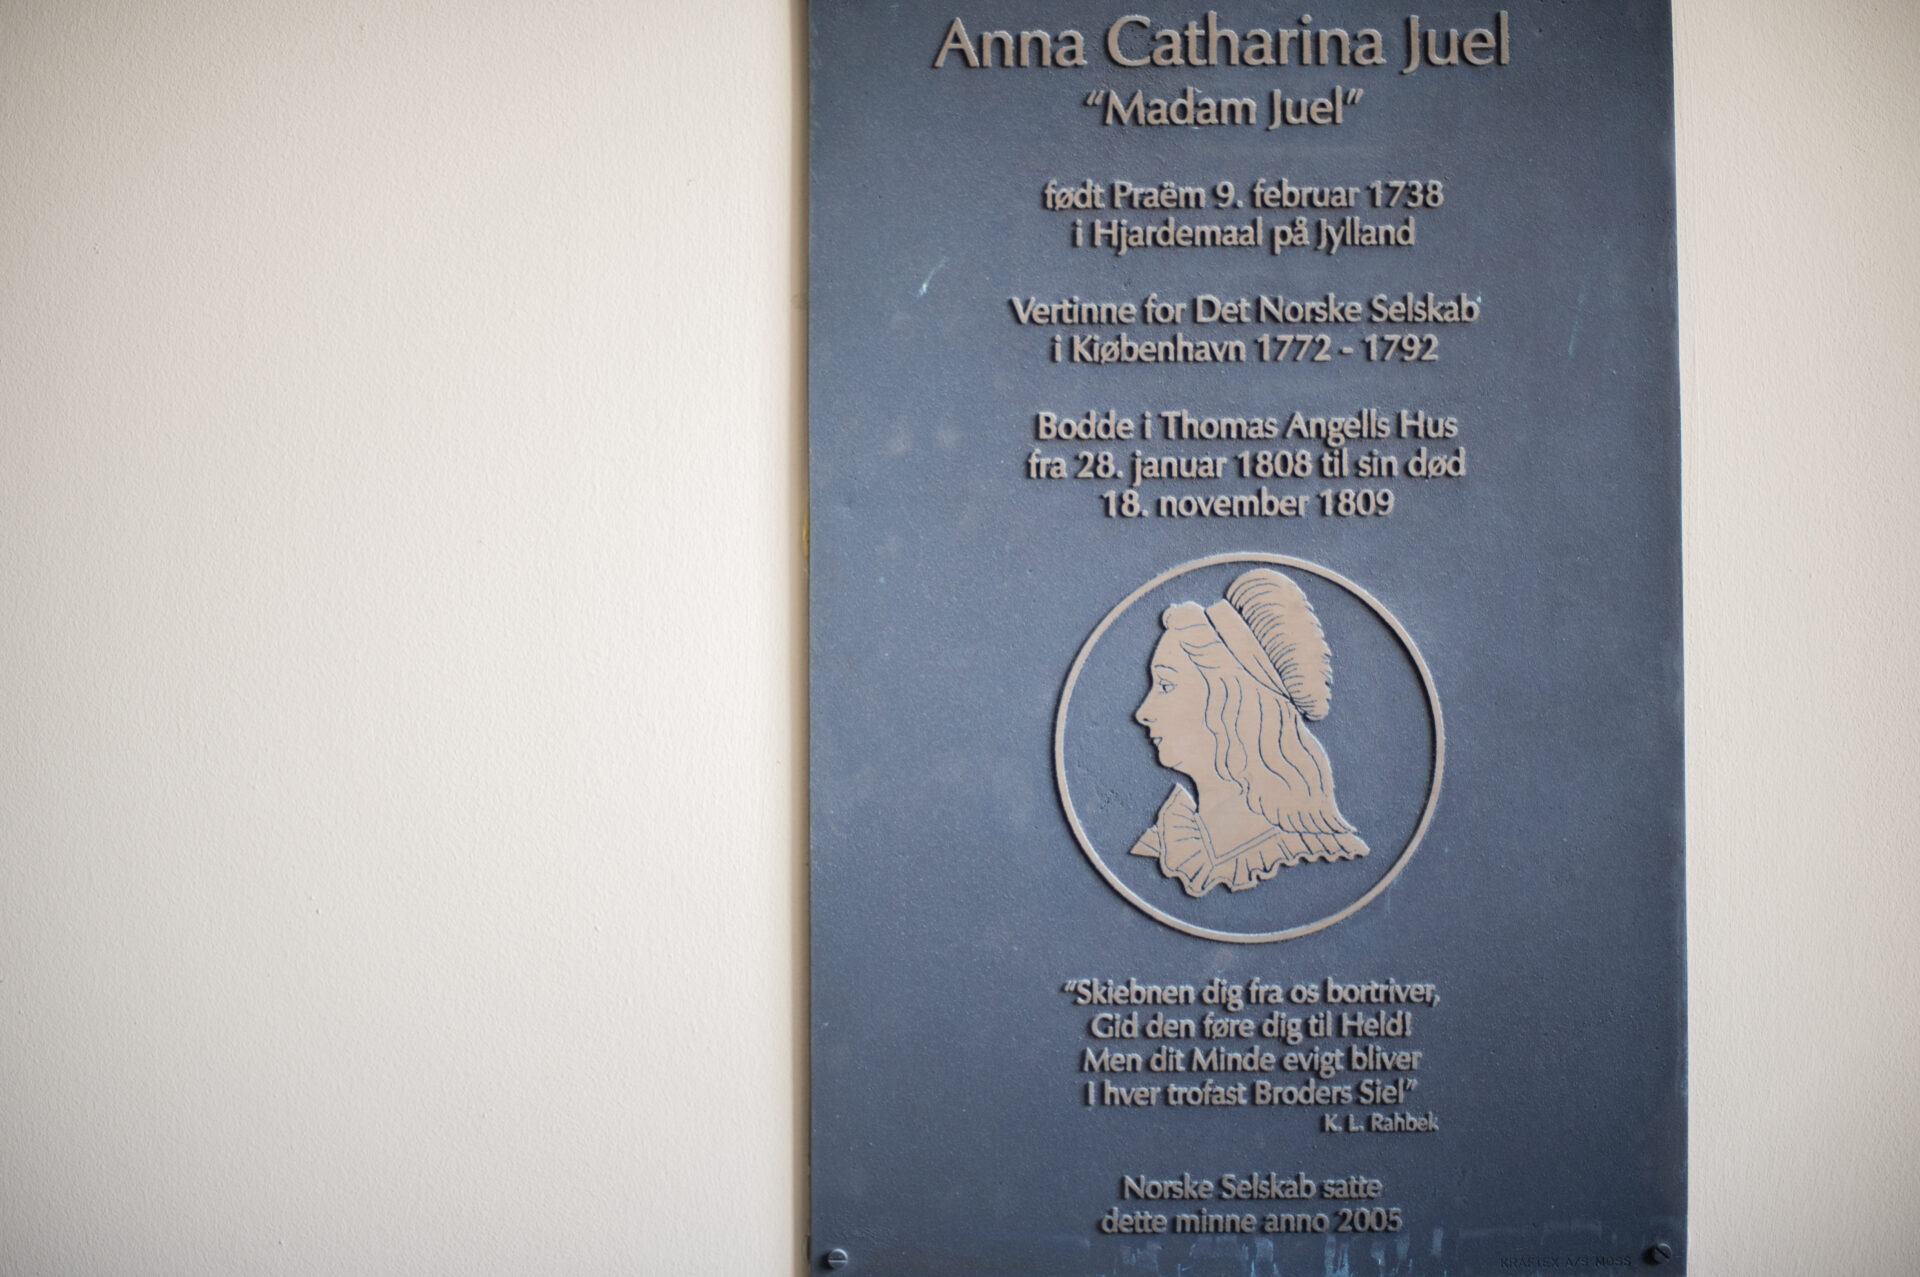 Anna Catharina Juel
"Madam Juel"
født Praëm 9. februar 1738
i Hjardemaal på Jylland
Vertinne for Det Norske Selskab
i Kiøbenhavn 1772 - 1792
Bodde i Thomas Angells Hus
fra 28. januar 1808 til sin død
18. november 1809
"Skiebnen dig fra os bortriver,
Gid den føre dig til Held!
Men dit Minde evigt bliver
I hver trofast Broders Siel"
K. L. Rahbek
Norske Selskab satte
dette minne anno 2005
KRAFTEX A/S MOSS